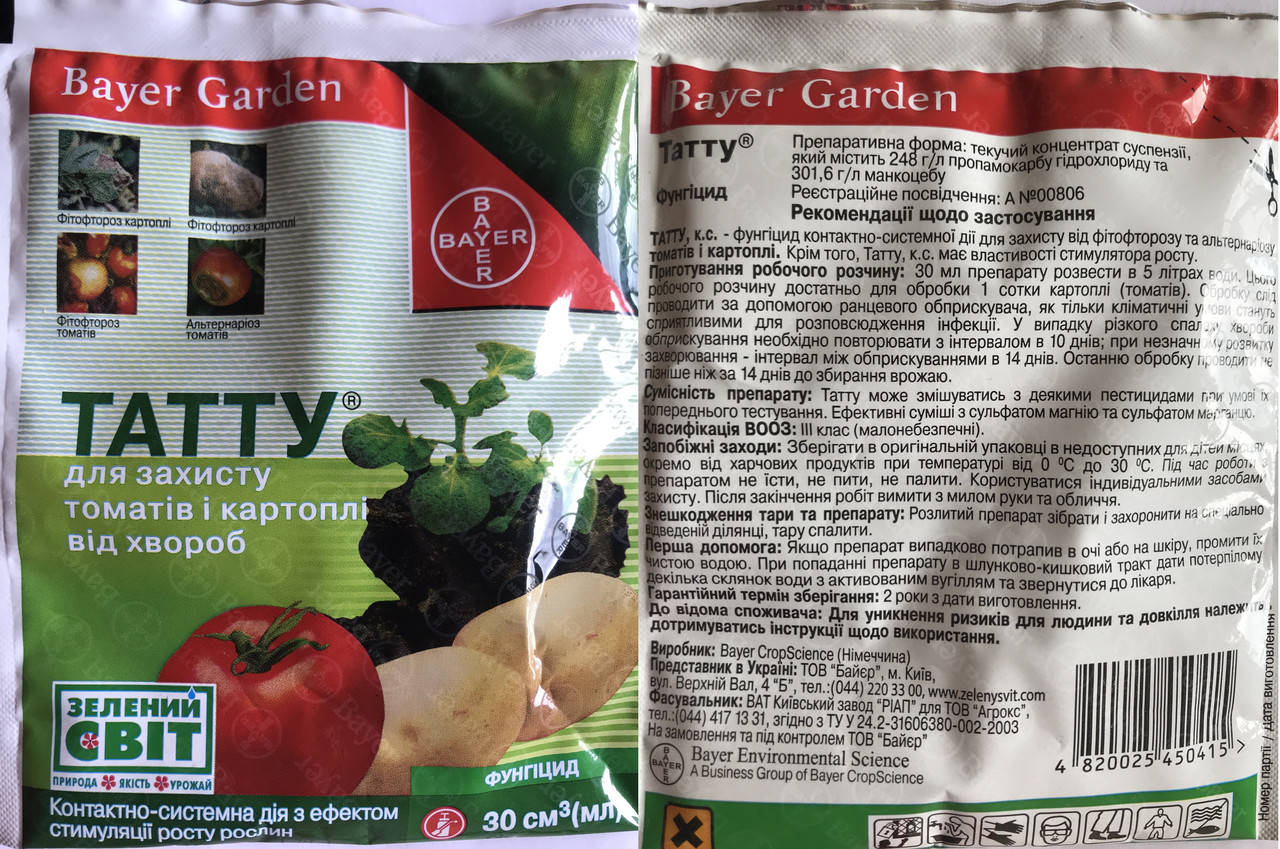 Bayer Garden
BAYER
BAYER
Фітофтороз картоплі
Фітофтороз картоплі
Фітофтороз
томатів
Альтернаріоз
томатів
ТАТТУ®
для захисту
томатів і картоплі
від хвороб
ЗЕЛЕНИЙ
СВІТ
ПРИРОДА ЯКІСТЬ УРОЖАЙ
ФУНГІЦИД
Контактно-системна дія з ефектом
стимуляції росту рослин
30 см³(мл)
Bayer Garden
Татту®
Фунгіцид
Препаративна форма: текучий концентрат суспензії,
який містить 248 г/л пропамокарбу гідрохлориду та
301,6 г/л манкоцебу
Реєстраційне посвідчення: А №00806
Рекомендації щодо застосування
ТАТТУ, к.с. - фунгіцид контактно-системної дії для захисту від фітофторозу та альтернаріозу
томатів і картоплі. Крім того, Татту, к.с. має властивості стимулятора росту.
Приготування робочого розчину: 30 мл препарату розвести в 5 літрах води. Цього
робочого розчину достатньо для обробки 1 сотки картоплі (томатів). Обробку слід
проводити за допомогою ранцевого обприскувача, як тільки кліматичні умови стануть
сприятливими для розповсюдження інфекції. У випадку різкого спалаху хвороби
обприскування необхідно повторювати з інтервалом в 10 днів; при незначному розвитку
захворювання - інтервал між обприскуваннями в 14 днів. Останню обробку проводити не
пізніше ніж за 14 днів до збирання врожаю.
Сумісність препарату: Татту може змішуватись з деякими пестицидами при умові їх
попереднього тестування. Ефективні суміші з сульфатом магнію та сульфатом марганцю.
Класифікація ВООЗ: III клас (малонебезпечні).
Запобіжні заходи: Зберігати в оригінальній упаковці в недоступних для дітей місцях
окремо від харчових продуктів при температурі від 0 ⁰С до 30 ⁰С. Під час роботи з
препаратом не їсти, не пити, не палити. Користуватися індивідуальними засобами
захисту. Після закінчення робіт вимити з милом руки та обличчя.
Знешкодження тари та препарату: Розлитий препарат зібрати і захоронити на спеціально
відведеній ділянці, тару спалити.
Перша допомога: Якщо препарат випадково потрапив в очі або на шкіру, промити їх
чистою водою. При попаданні препарату в шлунково-кишковий тракт дати потерпілому
декілька склянок води з активованим вугіллям та звернутися до лікаря.
Гарантійний термін зберігання: 2 роки з дати виготовлення.
До відома споживача: Для уникнення ризиків для людини та довкілля належить
дотримуватись інструкції щодо використання.
Виробник: Bayer CropScience (Німеччина)
Представник в Україні: ТОВ "Байєр", м. Київ,
вул. Верхній Вал, 4 "Б", тел.:(044) 220 33 00, www.zelenysvit.com
Фасувальник: ВАТ Київський завод "РІАП" для ТОВ "Агрокс",
тел.:(044) 417 13 31, згідно з ТУ У 24.2-31606380-002-2003
На замовлення та під контролем ТОВ "Байєр"
BAYER
BAYER
Bayer Environmental Science
A Business Group of Bayer CropScience
4 820025 450415 >
Номер партії / Дата виготовлення